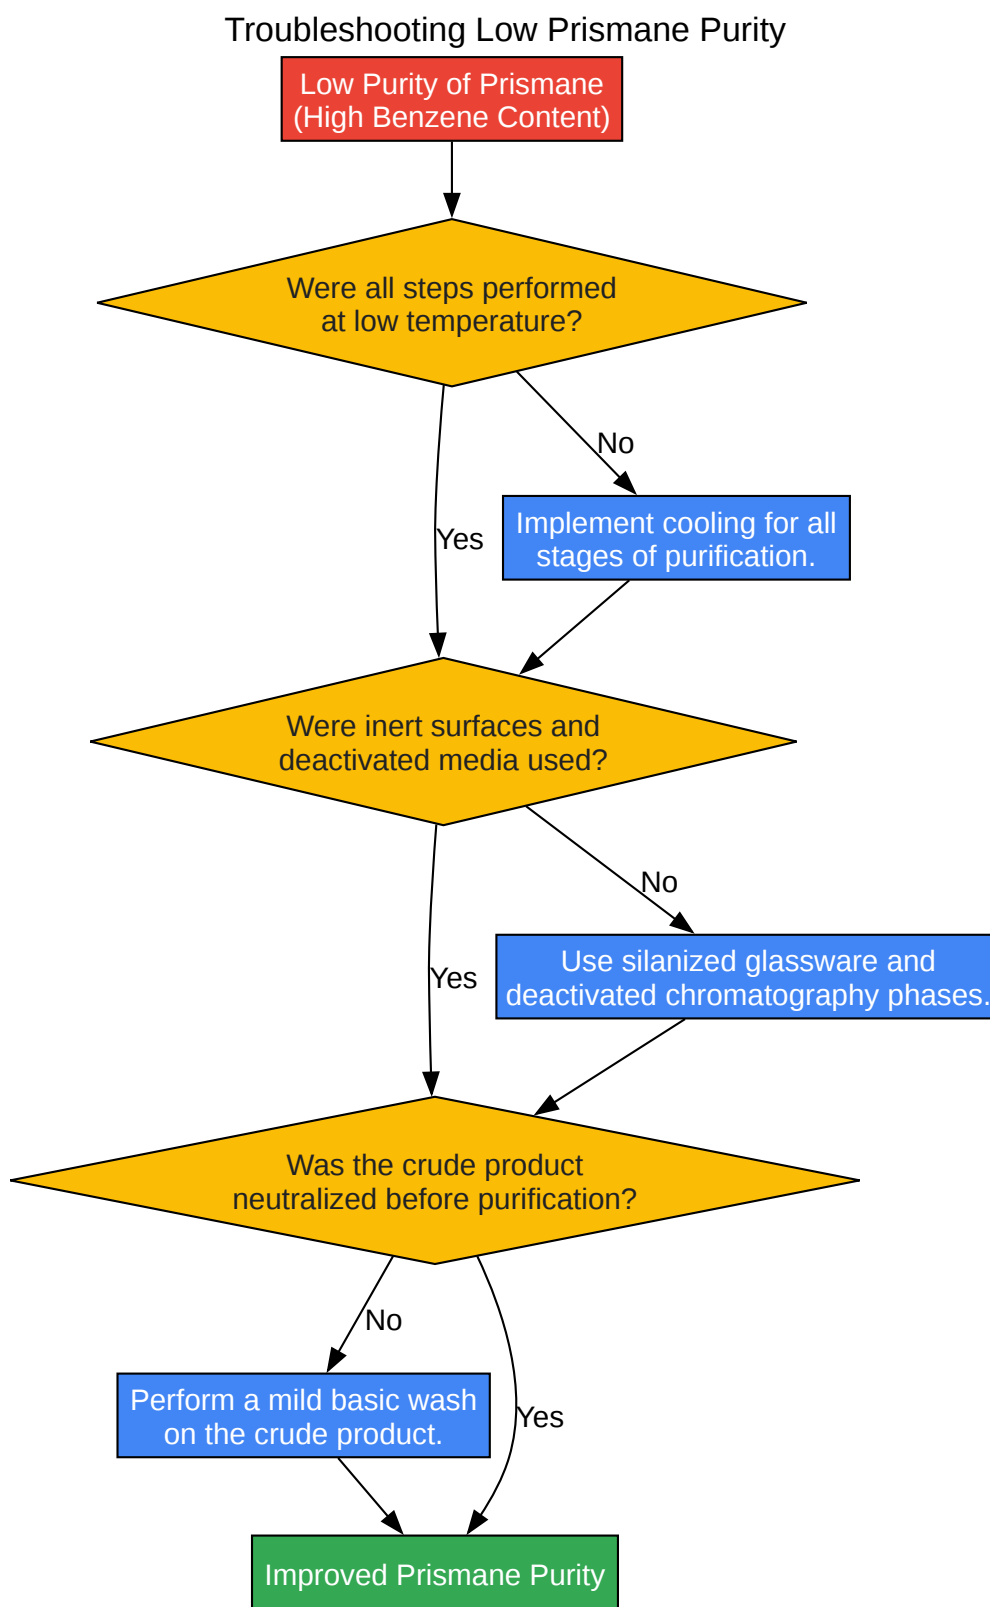 Troubleshooting Low Prismane Purity
Low Purity of Prismane
(High Benzene Content)
Were all steps performed
at low temperature?
No
Yes
Implement cooling for all
stages of purification.
Were inert surfaces and
deactivated media used?
No
Yes
Use silanized glassware and
deactivated chromatography phases.
Was the crude product
neutralized before purification?
No
Perform a mild basic wash
on the crude product.
Yes
Improved Prismane Purity